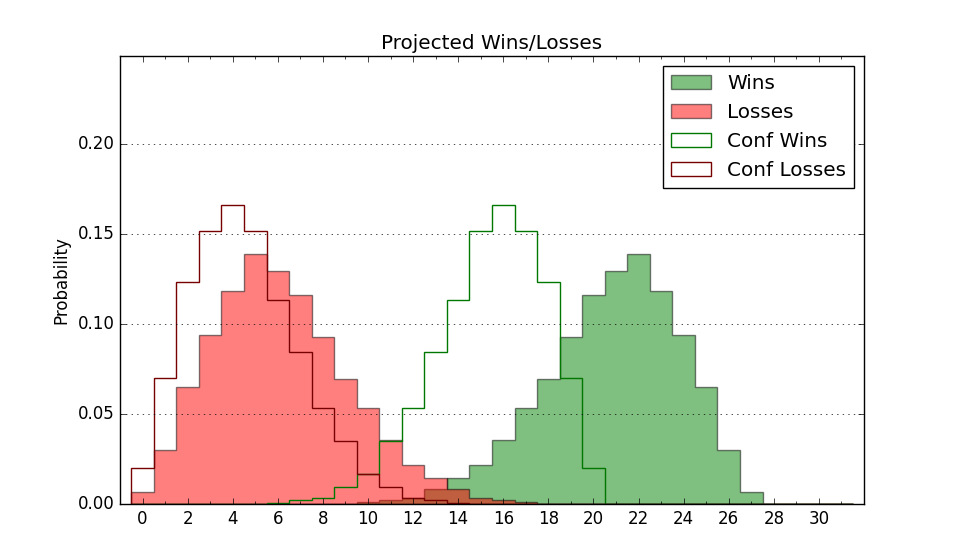 Projected Wins/Losses
Wins
Losses
Conf Wins
Conf Losses
Probability
0.20
0.15
0.10
0.05
0.00
0 2 4 6 8 10 12 14 16 18 20 22 24 26 28 30